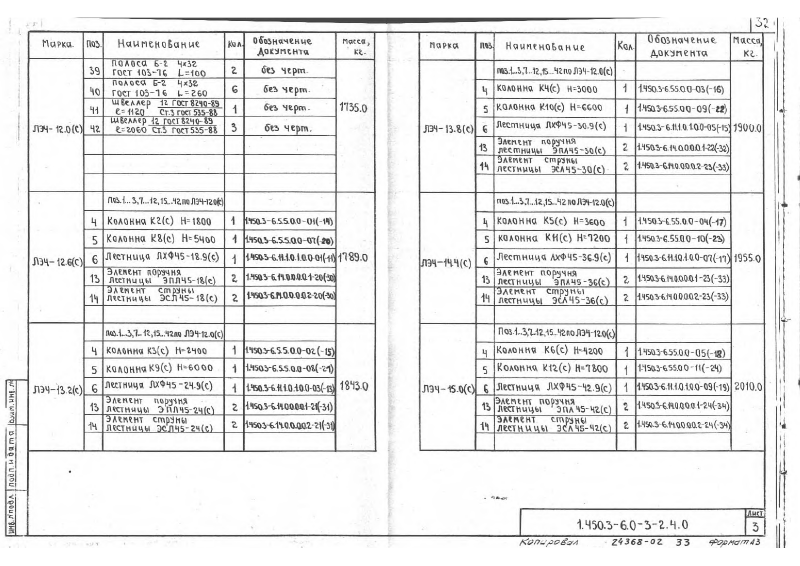 32
Марка Поз. Наименование Кол. Обозначение документа Масса, кг.
ЛЭ4-12.0(с) 1735.0
39 Полоса Б-2 4х32 ГОСТ 103-76 L=100 2 без черт.
40 Полоса Б-2 4х32 ГОСТ 103-76 L=260 6 без черт.
41 Швеллер 12 ГОСТ 8240-89 ℓ=1120 Ст.3 ГОСТ 535-88 1 без черт.
42 Швеллер 12 ГОСТ 8240-89 ℓ=2060 Ст.3 ГОСТ 535-88 3 без черт.
ЛЭ4-12.6(с) 1789.0
Поз.1...3,7...12,15...42 по ЛЭ4-12.0(с)
4 Колонна К2(с) H=1800 1 1.450.3-6.5.5.0.0-01(-19)
5 Колонна К8(с) H=5400 1 1.450.3-6.5.5.0.0-07(-20)
6 Лестница ЛХФ45-18.9(с) 1 1.450.3-6.11.1.0.1.0.0-01(-11)
13 Элемент поручня лестницы ЭПЛ45-18(с) 2 1.450.3-6.14.0.0.0.1-20(-30)
14 Элемент струны лестницы ЭСЛ45-18(с) 2 1.450.3-6.14.0.0.0.2-20(-30)
ЛЭ4-13.2(с) 1843.0
Поз.1...3,7...12,15...42 по ЛЭ4-12.0(с)
4 Колонна К3(с) H=2400 1 1.450.3-6.5.5.0.0-02(-15)
5 Колонна К9(с) H=6000 1 1.450.3-6.5.5.0.0-08(-21)
6 Лестница ЛХФ45-24.9(с) 1 1.450.3-6.11.1.0.1.0.0-03(-13)
13 Элемент поручня лестницы ЭПЛ45-24(с) 2 1.450.3-6.14.0.0.0.1-21(-31)
14 Элемент струны лестницы ЭСЛ45-24(с) 2 1.450.3-6.14.0.0.0.2-21(-31)
Марка Поз. Наименование Кол. Обозначение документа Масса, кг.
ЛЭ4-13.8(с) 1900.0
Поз.1...3,7...12,15...42 по ЛЭ4-12.0(с)
4 Колонна К4(с) H=3000 1 1.450.3-6.5.5.0.0-03(-16)
5 Колонна К10(с) H=6600 1 1.450.3-6.5.5.0.0-09(-22)
6 Лестница ЛХФ45-30.9(с) 1 1.450.3-6.11.1.0.1.0.0-05(-15)
13 Элемент поручня лестницы ЭПЛ45-30(с) 2 1.450.3-6.14.0.0.0.1-22(-32)
14 Элемент струны лестницы ЭСЛ45-30(с) 2 1.450.3-6.14.0.0.0.2-23(-33)
ЛЭ4-14.4(с) 1955.0
Поз.1...3,7...12,15...42 по ЛЭ4-12.0(с)
4 Колонна К5(с) H=3600 1 1.450.3-6.5.5.0.0-04(-17)
5 Колонна К11(с) H=7200 1 1.450.3-6.5.5.0.0-10(-23)
6 Лестница ЛХФ45-36.9(с) 1 1.450.3-6.11.1.0.1.0.0-07(-17)
13 Элемент поручня лестницы ЭПЛ45-36(с) 2 1.450.3-6.14.0.0.0.1-23(-33)
14 Элемент струны лестницы ЭСЛ45-36(с) 2 1.450.3-6.14.0.0.0.2-23(-33)
ЛЭ4-15.0(с) 2010.0
Поз.1...3,7...12,15...42 по ЛЭ4-12.0(с)
4 Колонна К6(с) H=4200 1 1.450.3-6.5.5.0.0-05(-18)
5 Колонна К12(с) H=7800 1 1.450.3-6.5.5.0.0-11(-24)
6 Лестница ЛХФ45-42.9(с) 1 1.450.3-6.11.1.0.1.0.0-09(-19)
13 Элемент поручня лестницы ЭПЛ45-42(с) 2 1.450.3-6.14.0.0.0.1-24(-34)
14 Элемент струны лестницы ЭСЛ45-42(с) 2 1.450.3-6.14.0.0.0.2-24(-34)
Инв.№подл. Подп. и дата Взам.инв.№
1.450.3-6.0-3-2.4.0
Лист
3
Копировал 24368-02 33 Формат А3